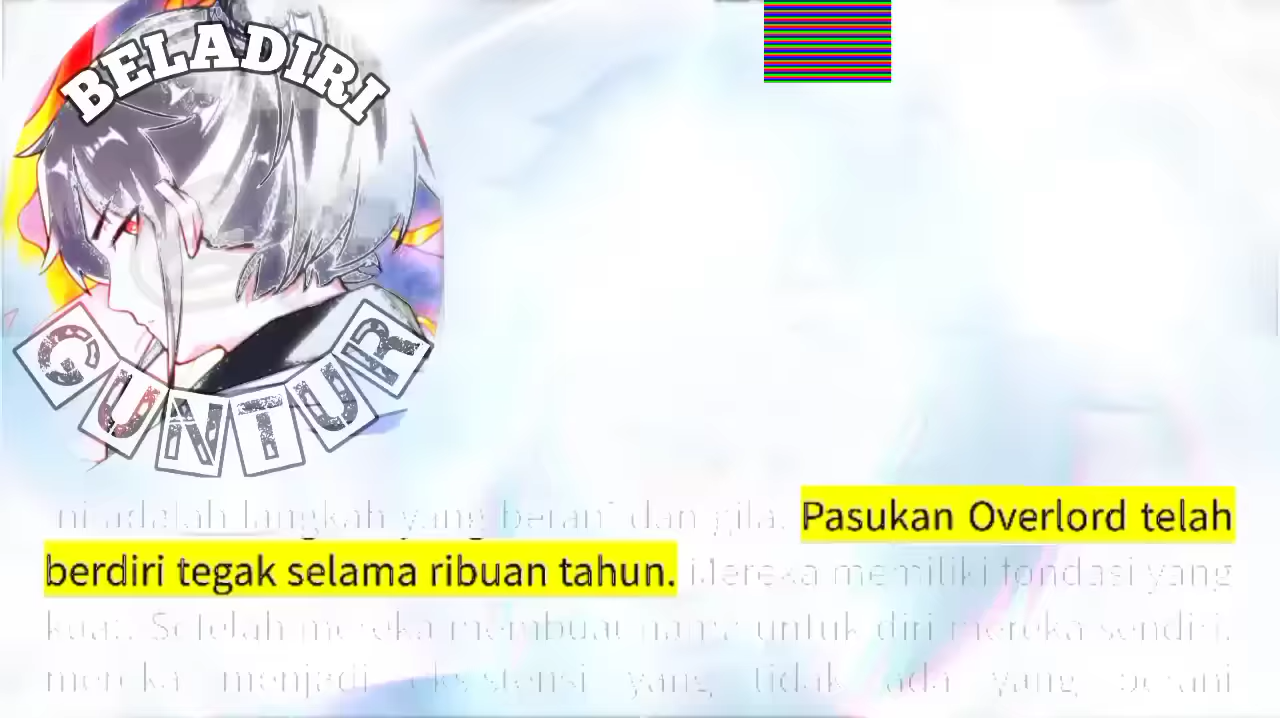 BELADIRI
GUNTUR
ni adalah langkah yang berani dan gila. Pasukan Overlord telah
berdiri tegak selama ribuan tahun. Mereka memiliki fondasi yang
kuat. Setelah mereka membuat nama untuk diri mereka sendiri,
mereka menjadi eksistensi yang tidak ada yang berani